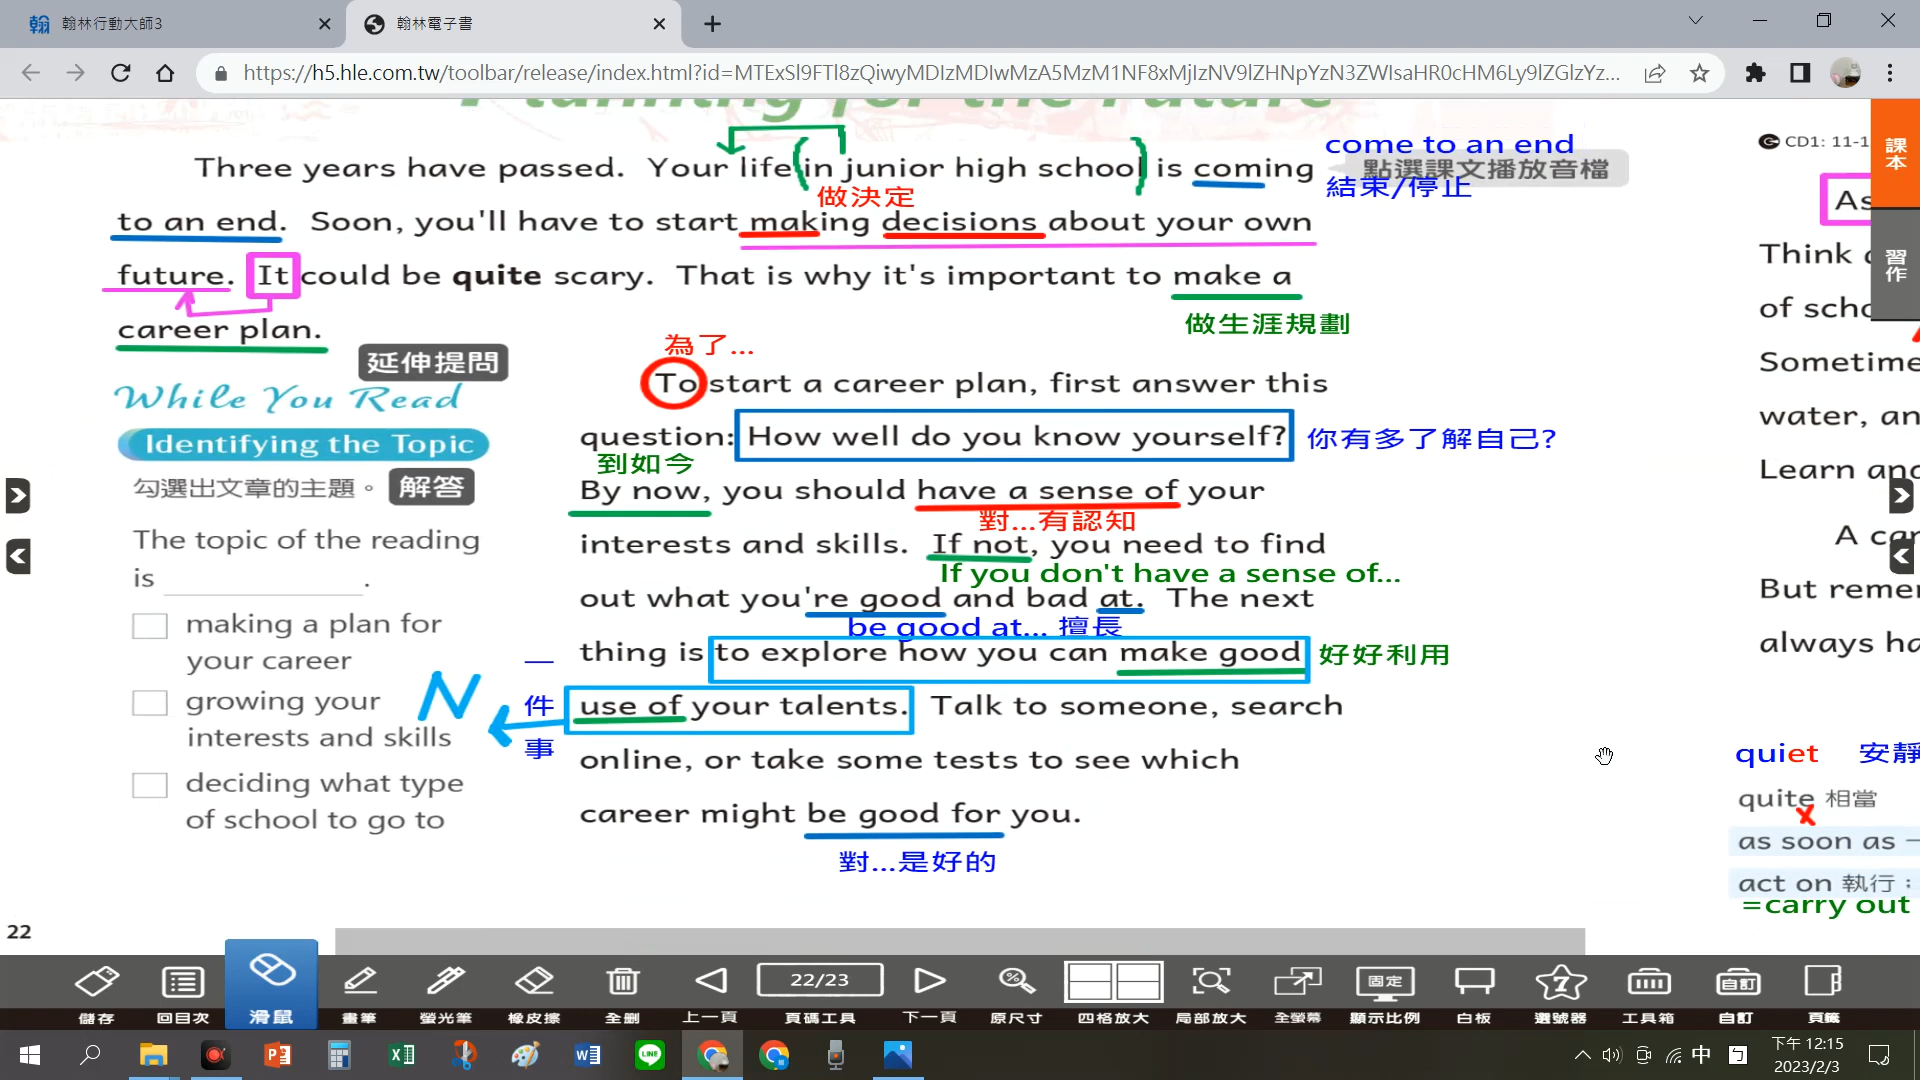 翰林行動大師3
翰林電子書
https://h5.hle.com.tw/toolbar/release/index.html?id=MTExSl9FTl8zQiwyMDIzMDIwMzA5MzM1NF8xMjIzNV9lZHNpYzN3ZWIsaHR0cHM6Ly9lZGlzYz...
Planning for the Future
come to an end
點選課文播放音檔
結束/停止
CD1: 11-1
課本
習作
Three years have passed. Your life (in junior high school) is coming
做決定
to an end. Soon, you'll have to start making decisions about your own
future. It could be quite scary. That is why it's important to make a
做生涯規劃
career plan.
延伸提問
While You Read
Identifying the Topic
勾選出文章的主題。
解答
The topic of the reading
is ____________.
making a plan for
your career
growing your
interests and skills
deciding what type
of school to go to
為了...
To start a career plan, first answer this
question: How well do you know yourself?
你有多了解自己?
到如今
By now, you should have a sense of your
對...有認知
interests and skills. If not, you need to find
If you don't have a sense of...
out what you're good and bad at. The next
be good at... 擅長
thing is to explore how you can make good
好好利用
一件事
N
use of your talents. Talk to someone, search
online, or take some tests to see which
career might be good for you.
對...是好的
As
Think
of scho
Sometime
water, an
Learn and
A car
But remem
always ha
quiet 安靜
quite 相當
x
as soon as 一
act on 執行；
=carry out
22
儲存
回目次
滑鼠
畫筆
螢光筆
橡皮擦
全刪
上一頁
22/23
頁碼工具
下一頁
原尺寸
四格放大
局部放大
全螢幕
固定
顯示比例
白板
7
選號器
工具箱
自訂
自訂
頁籤
中
下午 12:15
2023/2/3